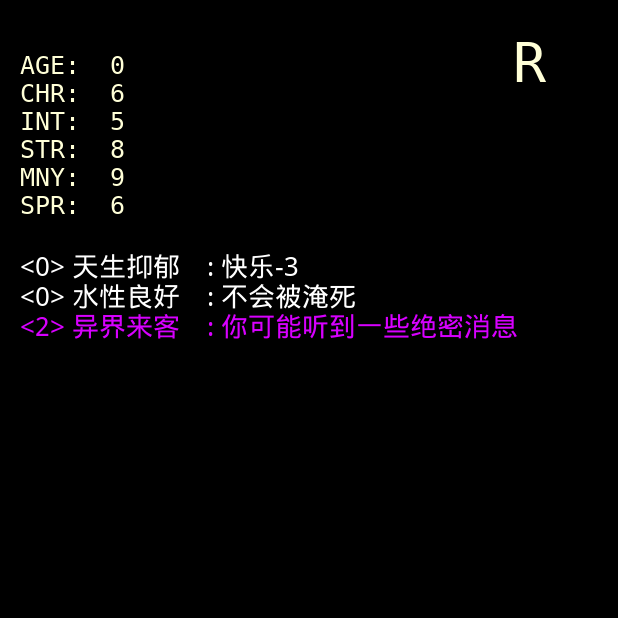 R
AGE: 0
CHR: 6
INT: 5
STR: 8
MNY: 9
SPR: 6
<0> 天生抑郁 : 快乐-3
<0> 水性良好 : 不会被淹死
<2> 异界来客 : 你可能听到一些绝密消息